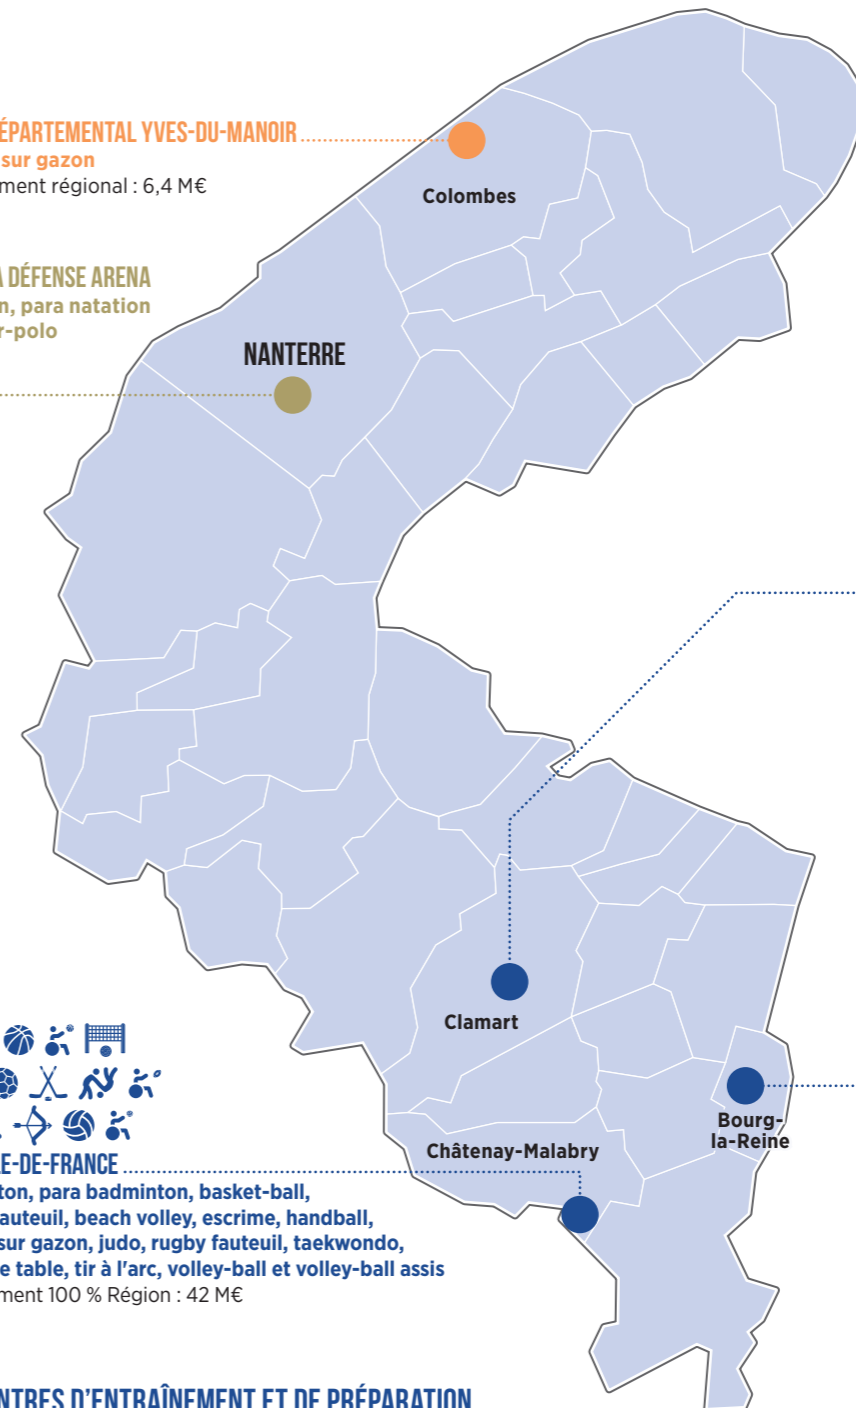 ÉPARTEMENTAL YVES-DU-MANOIR
sur gazon
ment régional : 6,4 M€
Colombes
A DÉFENSE ARENA
n, para natation
r-polo
NANTERRE
Clamart
Bourg-
la-Reine
Châtenay-Malabry
LE-DE-FRANCE
ton, para badminton, basket-ball,
auteuil, beach volley, escrime, handball,
sur gazon, judo, rugby fauteuil, taekwondo,
e table, tir à l'arc, volley-ball et volley-ball assis
ment 100 % Région : 42 M€
NTRES D'ENTRAÎNEMENT ET DE PRÉPARATION